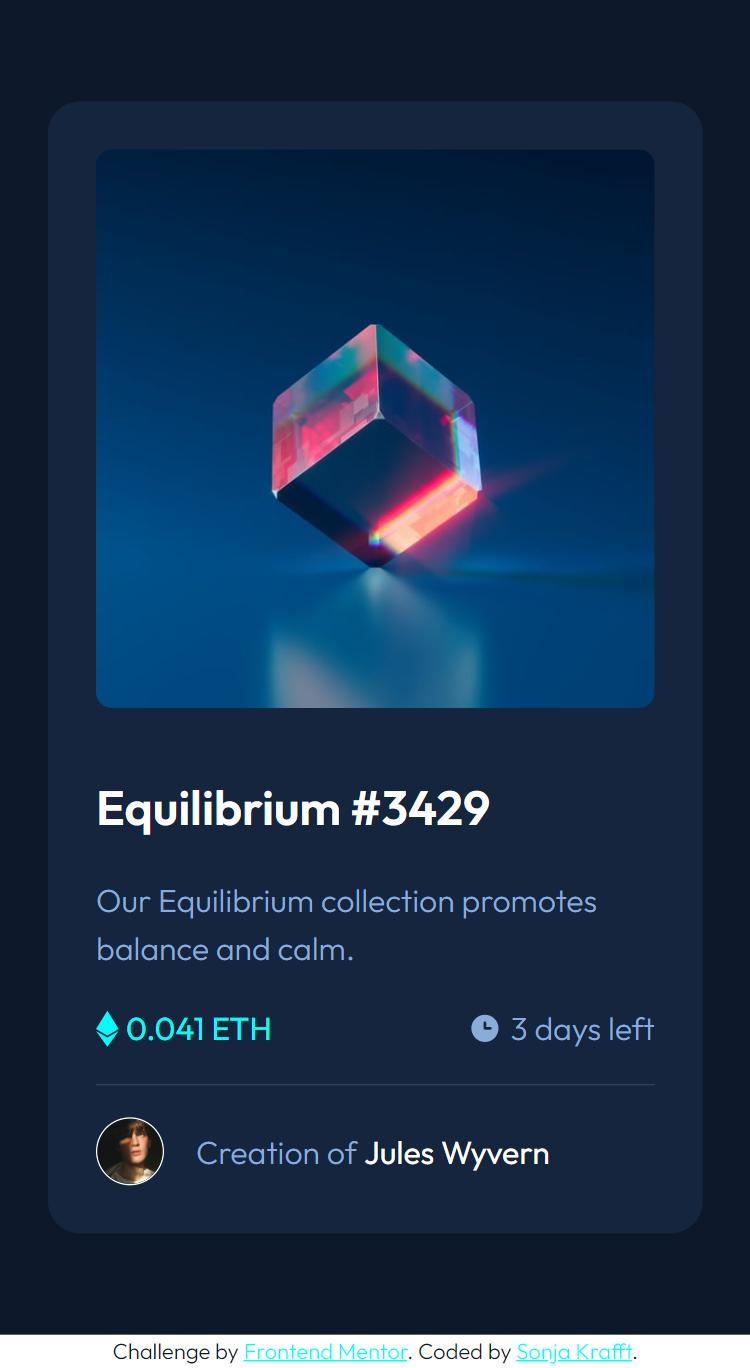 Equilibrium #3429
Our Equilibrium collection promotes
balance and calm.
0.041 ETH
3 days left
Creation of Jules Wyvern
Challenge by Frontend Mentor. Coded by Sonja Krafft.